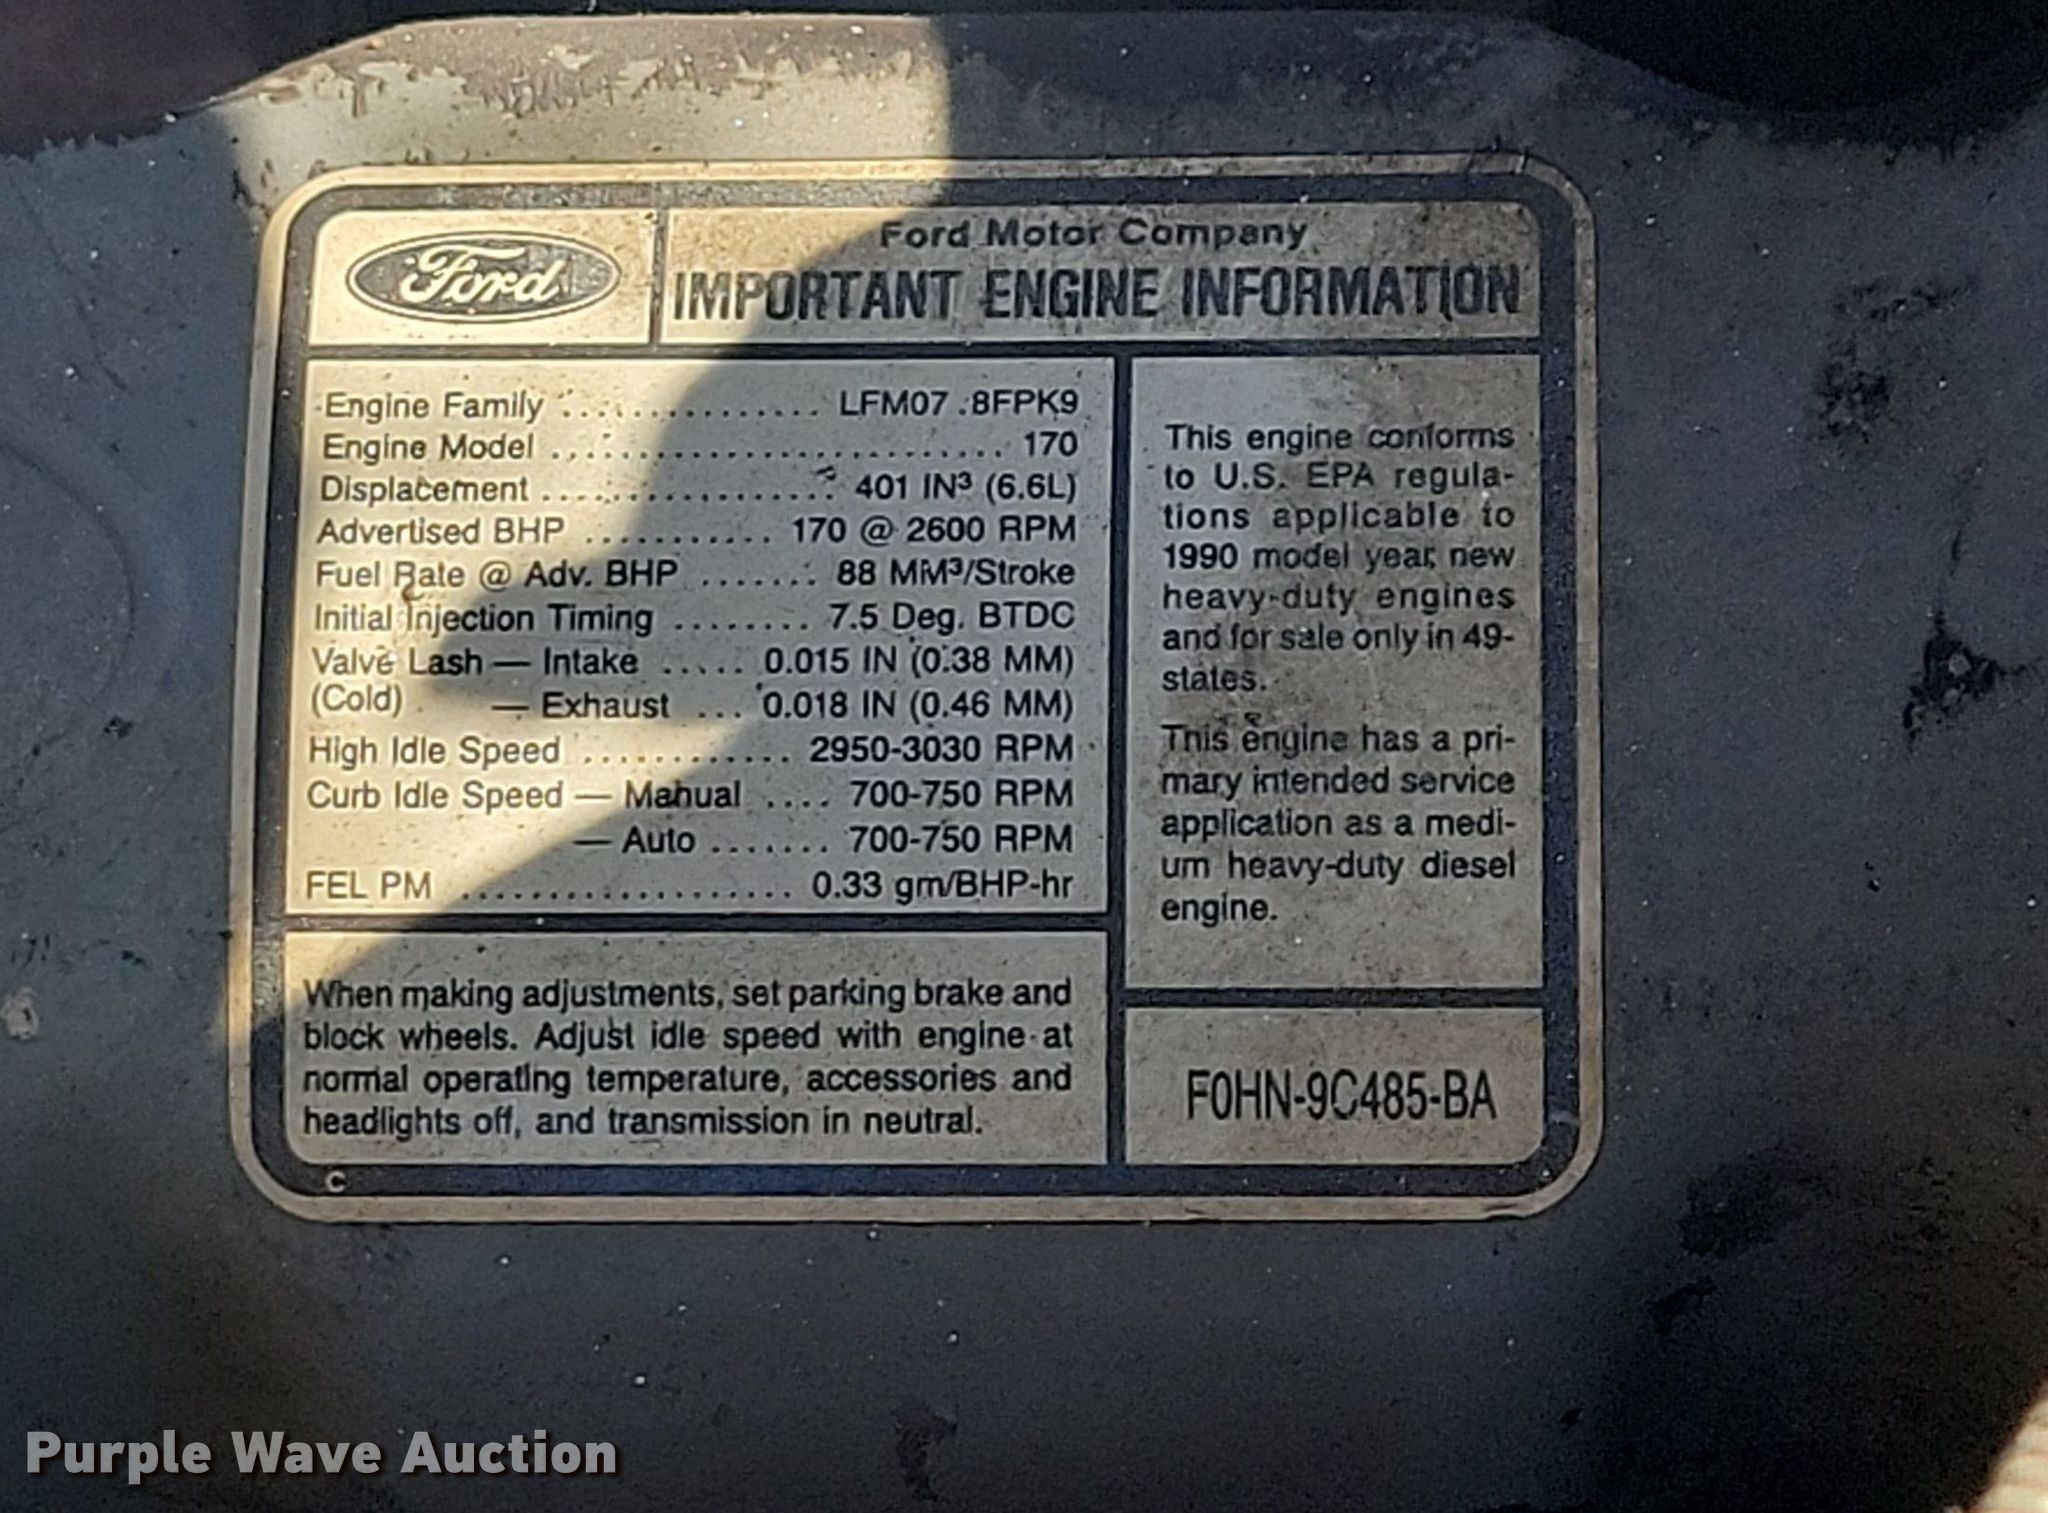 Ford
Ford Motor Company
IMPORTANT ENGINE INFORMATION
Engine Family ............... LFM07.8FPK9
Engine Model ........................... 170
Displacement ................. 401 IN³ (6.6L)
Advertised BHP ........... 170 @ 2600 RPM
Fuel Rate @ Adv. BHP ....... 88 MM³/Stroke
Initial Injection Timing ........ 7.5 Deg. BTDC
Valve Lash — Intake ..... 0.015 IN (0.38 MM)
(Cold) — Exhaust ... 0.018 IN (0.46 MM)
High Idle Speed ............ 2950-3030 RPM
Curb Idle Speed — Manual .... 700-750 RPM
— Auto ....... 700-750 RPM
FEL PM .................... 0.33 gm/BHP-hr
When making adjustments, set parking brake and
block wheels. Adjust idle speed with engine at
normal operating temperature, accessories and
headlights off, and transmission in neutral.
This engine conforms
to U.S. EPA regula-
tions applicable to
1990 model year, new
heavy-duty engines
and for sale only in 49-
states.
This engine has a pri-
mary intended service
application as a medi-
um heavy-duty diesel
engine.
F0HN-9C485-BA
C
Purple Wave Auction